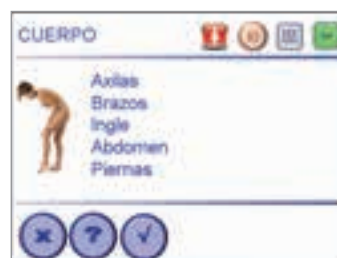 CUERPO
Axilas
Brazos
Ingle
Abdomen
Piernas
?